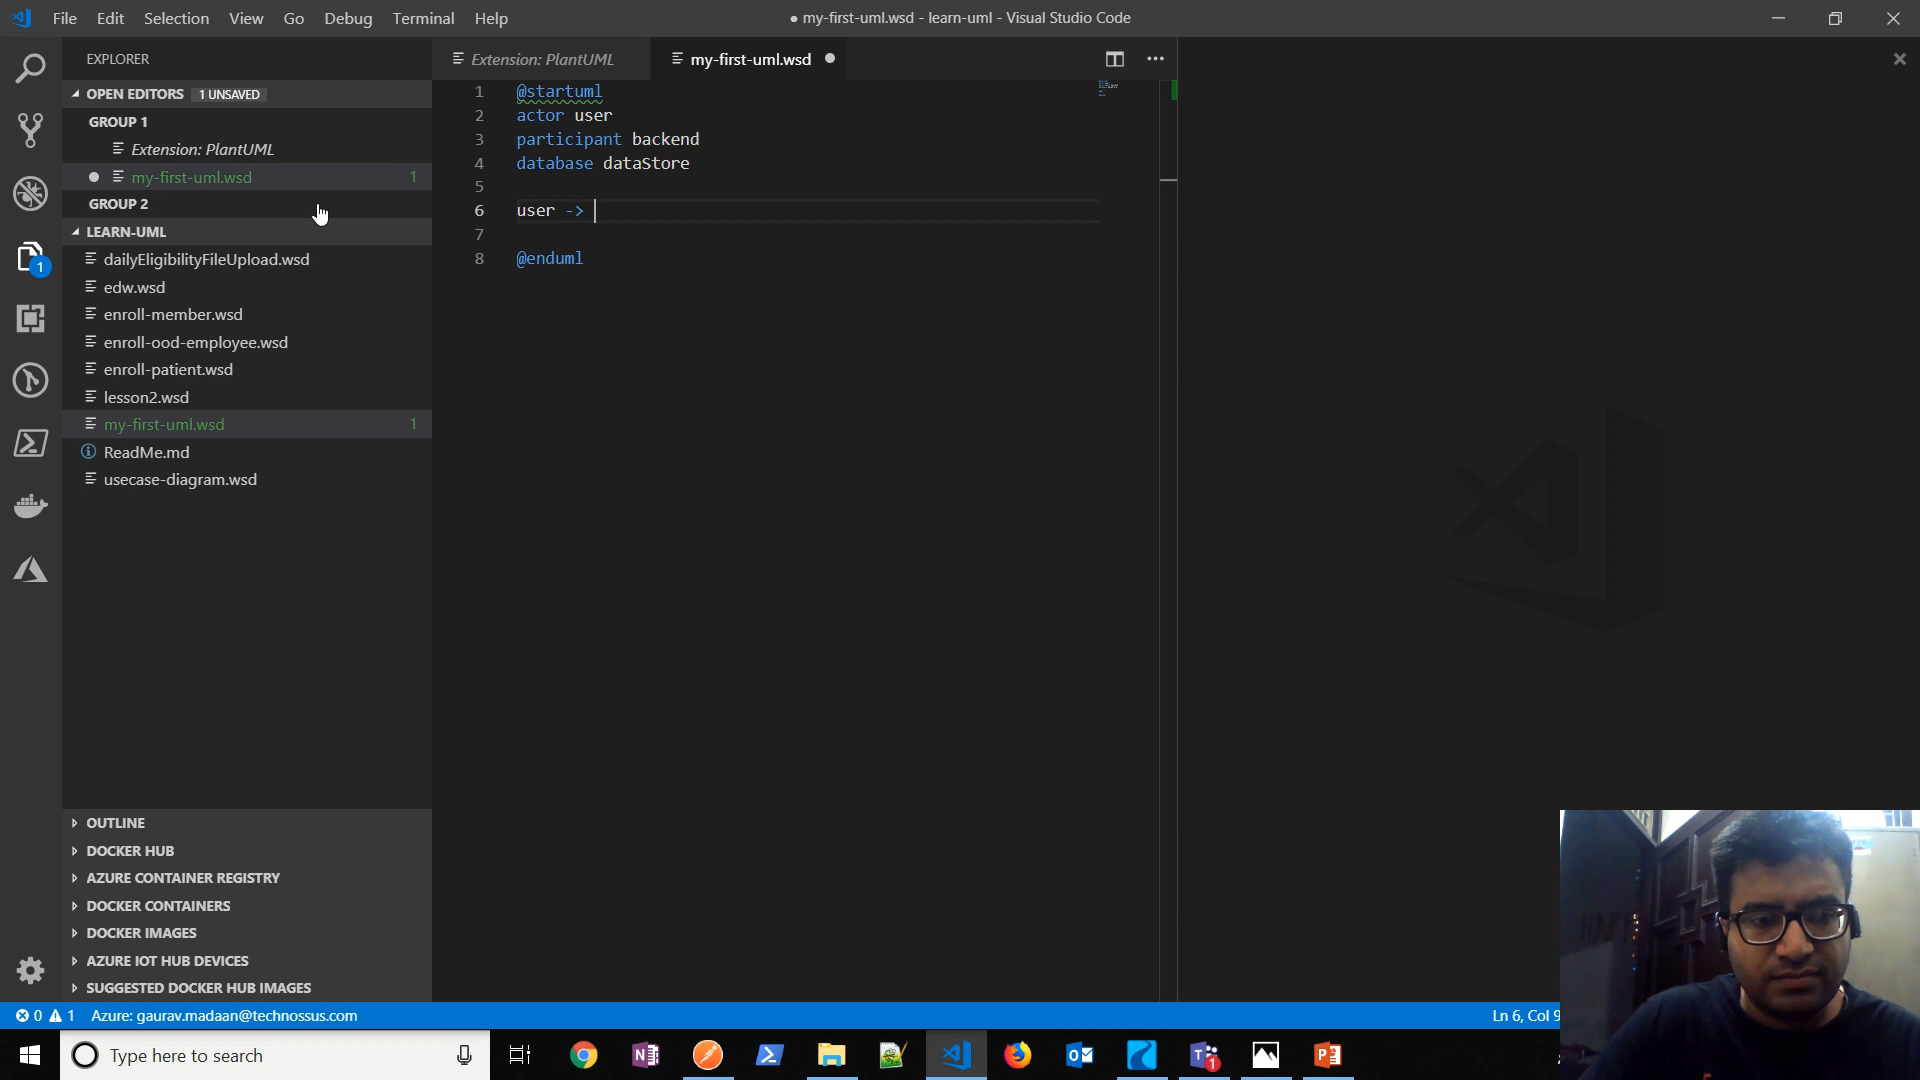 File Edit Selection View Go Debug Terminal Help
● my-first-uml.wsd - learn-uml - Visual Studio Code
EXPLORER
OPEN EDITORS 1 UNSAVED
GROUP 1
Extension: PlantUML
my-first-uml.wsd 1
GROUP 2
LEARN-UML
dailyEligibilityFileUpload.wsd
edw.wsd
enroll-member.wsd
enroll-ood-employee.wsd
enroll-patient.wsd
lesson2.wsd
my-first-uml.wsd 1
ReadMe.md
usecase-diagram.wsd
OUTLINE
DOCKER HUB
AZURE CONTAINER REGISTRY
DOCKER CONTAINERS
DOCKER IMAGES
AZURE IOT HUB DEVICES
SUGGESTED DOCKER HUB IMAGES
1
Extension: PlantUML
my-first-uml.wsd
1 @startuml
2 actor user
3 participant backend
4 database dataStore
5
6 user ->
7
8 @enduml
0 1 Azure: gaurav.madaan@technossus.com
Ln 6, Col 9
Type here to search